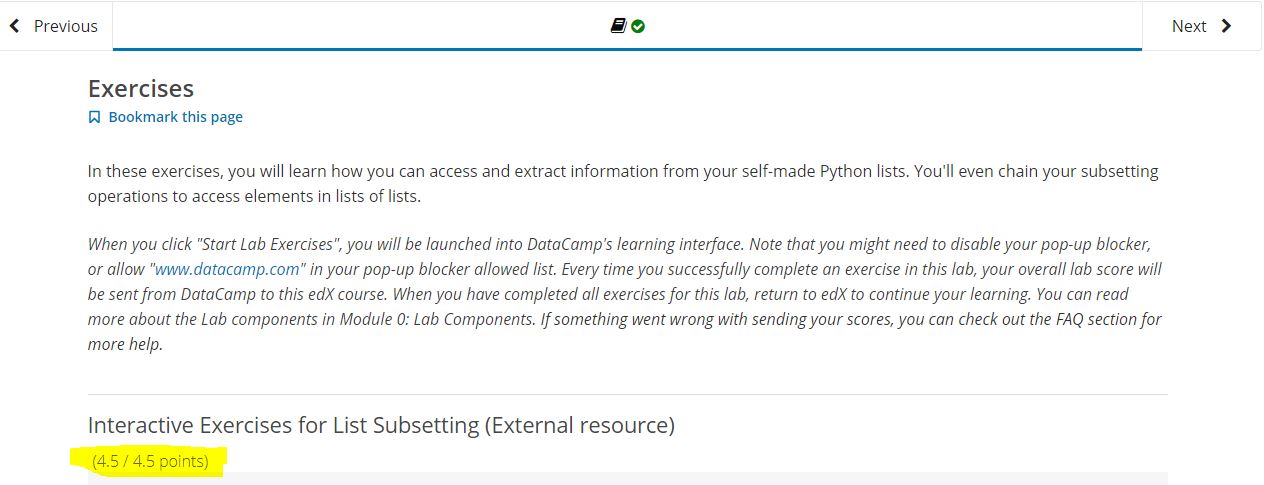 Previous
Next
Exercises
Bookmark this page
In these exercises, you will learn how you can access and extract information from your self-made Python lists. You'll even chain your subsetting
operations to access elements in lists of lists.
When you click "Start Lab Exercises", you will be launched into DataCamp's learning interface. Note that you might need to disable your pop-up blocker,
or allow "www.datacamp.com" in your pop-up blocker allowed list. Every time you successfully complete an exercise in this lab, your overall lab score will
be sent from DataCamp to this edX course. When you have completed all exercises for this lab, return to edX to continue your learning. You can read
more about the Lab components in Module 0: Lab Components. If something went wrong with sending your scores, you can check out the FAQ section for
more help.
Interactive Exercises for List Subsetting (External resource)
(4.5 / 4.5 points)